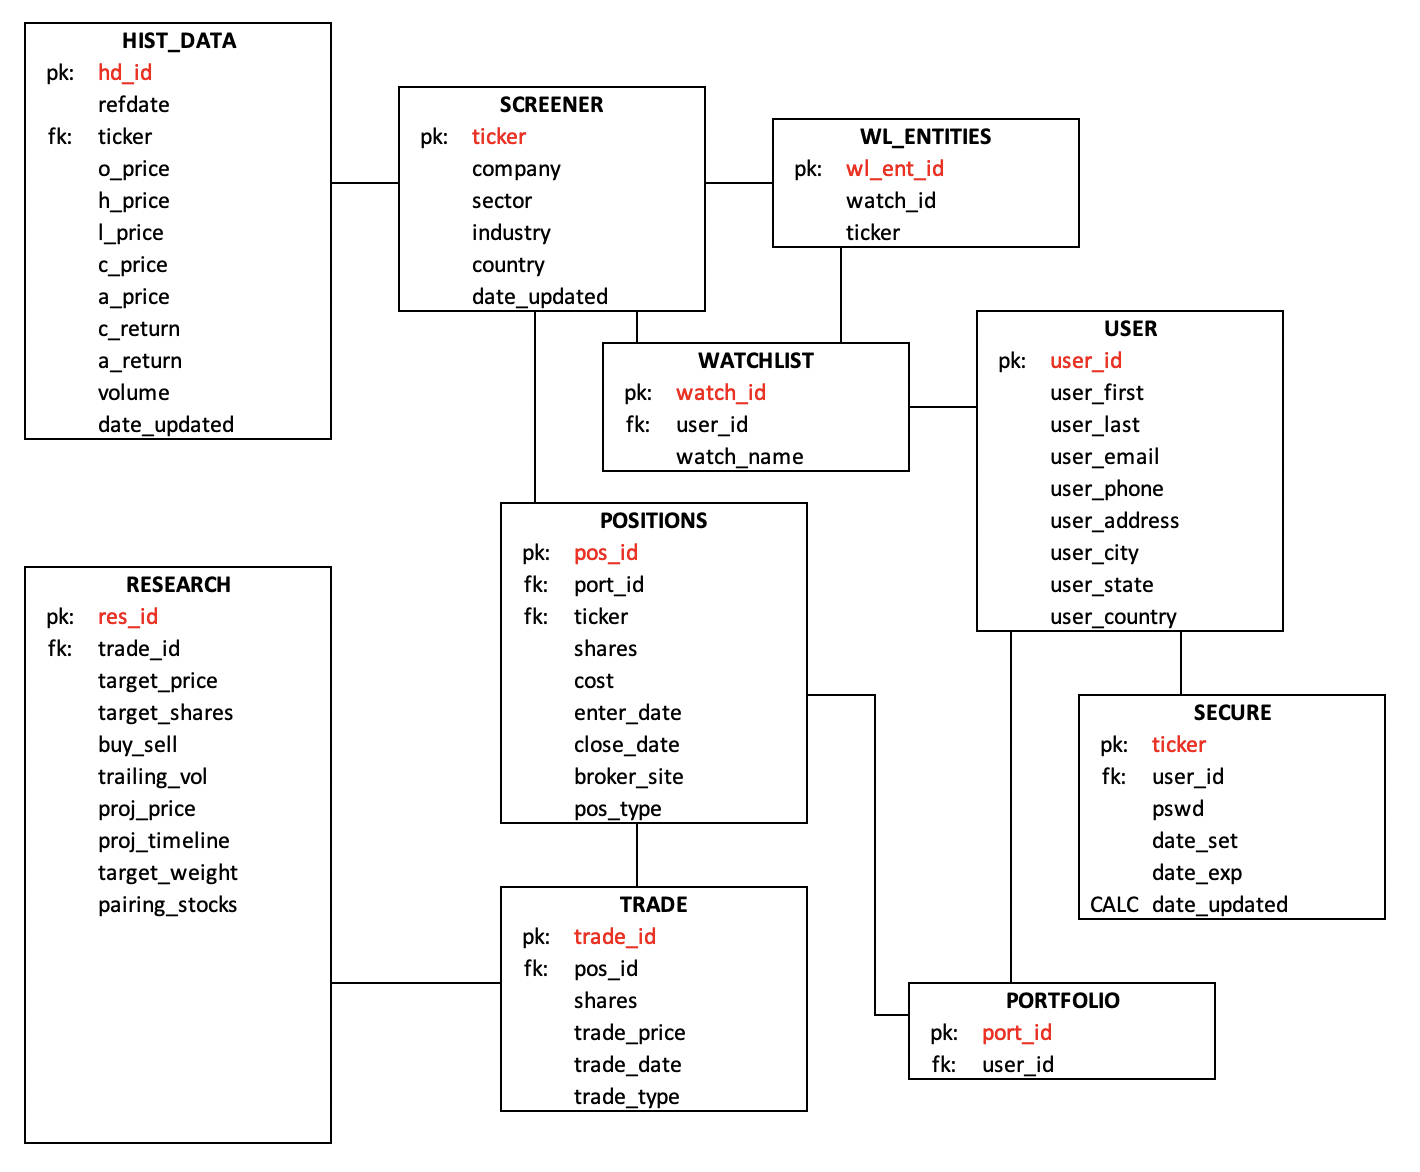 HIST_DATA
pk: hd_id
refdate
fk: ticker
o_price
h_price
l_price
c_price
a_price
c_return
a_return
volume
date_updated
SCREENER
pk: ticker
company
sector
industry
country
date_updated
WL_ENTITIES
pk: wl_ent_id
watch_id
ticker
WATCHLIST
pk: watch_id
fk: user_id
watch_name
USER
pk: user_id
user_first
user_last
user_email
user_phone
user_address
user_city
user_state
user_country
POSITIONS
pk: pos_id
fk: port_id
fk: ticker
shares
cost
enter_date
close_date
broker_site
pos_type
RESEARCH
pk: res_id
fk: trade_id
target_price
target_shares
buy_sell
trailing_vol
proj_price
proj_timeline
target_weight
pairing_stocks
SECURE
pk: ticker
fk: user_id
pswd
date_set
date_exp
CALC date_updated
TRADE
pk: trade_id
fk: pos_id
shares
trade_price
trade_date
trade_type
PORTFOLIO
pk: port_id
fk: user_id